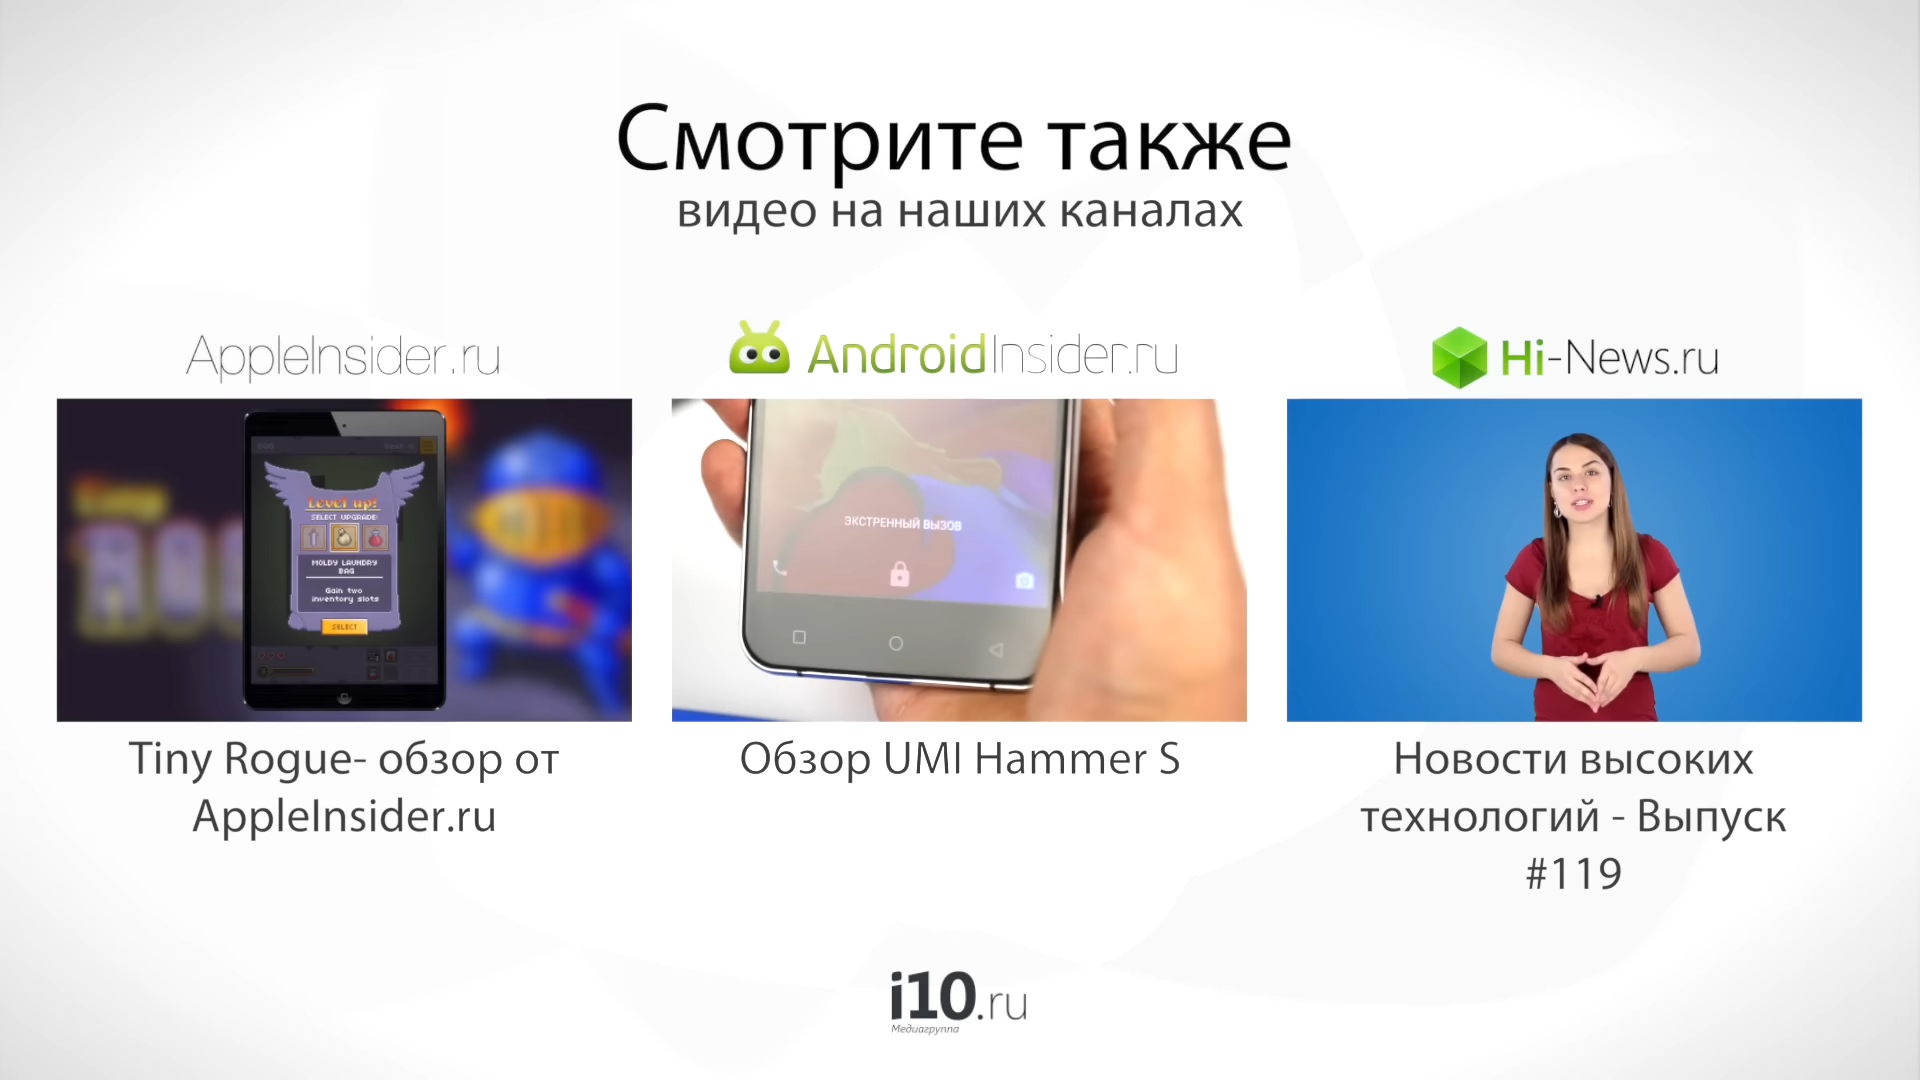 Смотрите также
видео на наших каналах
AppleInsider.ru
AndroidInsider.ru
Hi-News.ru
Level up!
SELECT UPGRADE:
MOLDY LAUNDRY
BAG
Gain two
inventory slots
SELECT
ЭКСТРЕННЫЙ ВЫЗОВ
Tiny Rogue- обзор от
AppleInsider.ru
Обзор UMI Hammer S
Новости высоких
технологий - Выпуск
#119
i10.ru
Медиагруппа